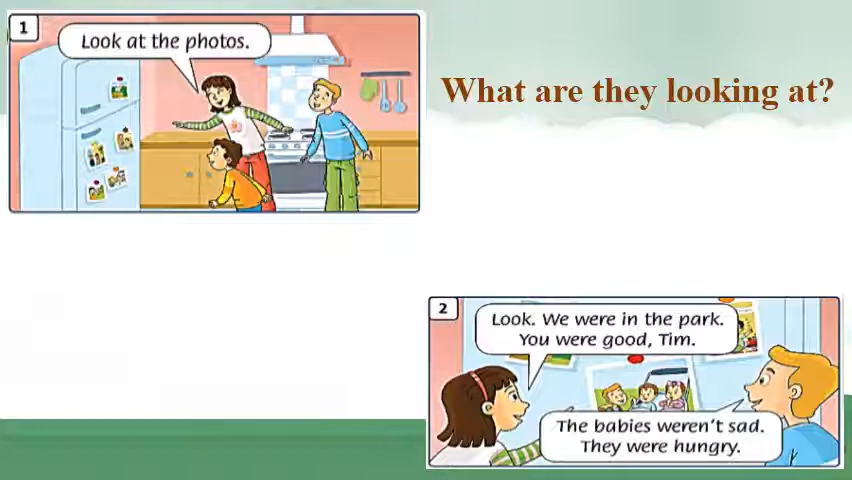 1
Look at the photos.
What are they looking at?
2
Look. We were in the park.
You were good, Tim.
The babies weren't sad.
They were hungry.